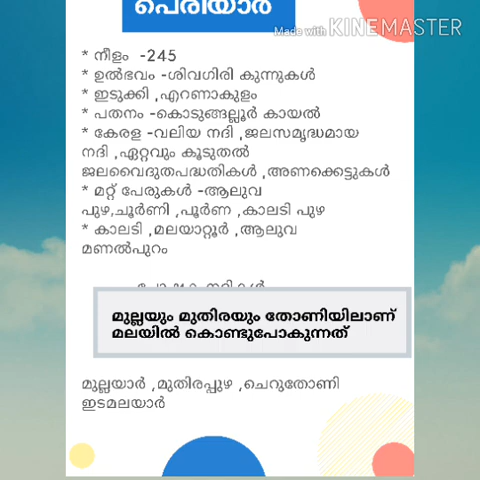 പെരിയാർ
Made with KINEMASTER
* നീളം -245
* ഉൽഭവം -ശിവഗിരി കുന്നുകൾ
* ഇടുക്കി ,എറണാകുളം
* പതനം -കൊടുങ്ങല്ലൂർ കായൽ
* കേരള -വലിയ നദി ,ജലസമൃദ്ധമായ
നദി ,ഏറ്റവും കൂടുതൽ
ജലവൈദുതപദ്ധതികൾ ,അണക്കെട്ടുകൾ
* മറ്റ് പേരുകൾ -ആലുവ
പുഴ,ചൂർണി ,പൂർണ ,കാലടി പുഴ
* കാലടി ,മലയാറ്റൂർ ,ആലുവ
മണൽപുറം
മുല്ലയും മുതിരയും തോണിയിലാണ്
മലയിൽ കൊണ്ടുപോകുന്നത്
മുല്ലയാർ ,മുതിരപ്പുഴ ,ചെറുതോണി
ഇടമലയാർ